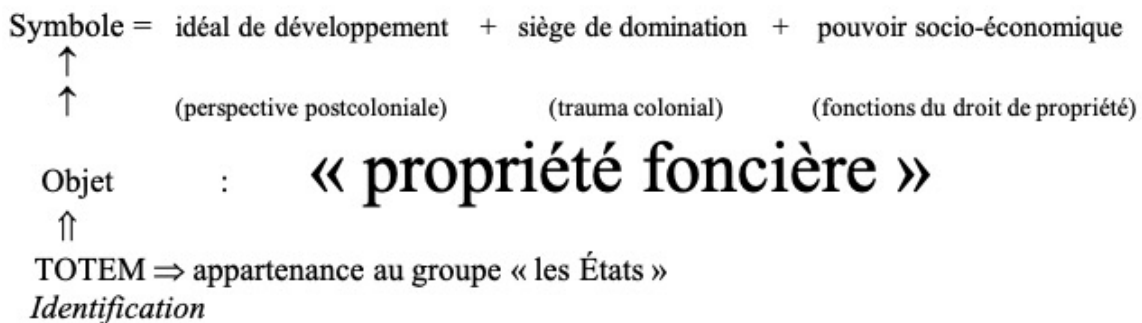 Symbole = idéal de développement + siège de domination + pouvoir socio-économique
↑
↑ (perspective postcoloniale) (trauma colonial) (fonctions du droit de propriété)
Objet : « propriété foncière »
⇑
TOTEM ⇒ appartenance au groupe « les États »
Identification